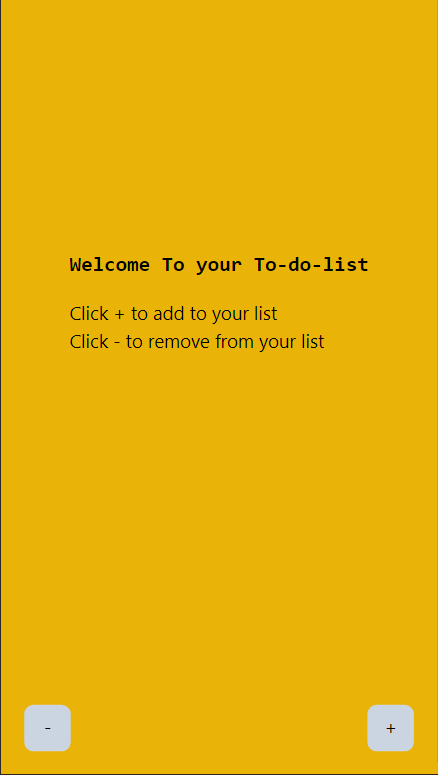 Welcome To your To-do-list
Click + to add to your list
Click - to remove from your list
- +